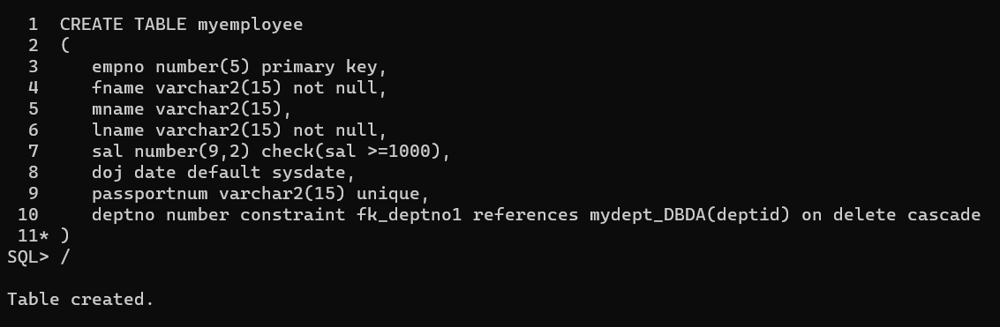 1  CREATE TABLE myemployee
2  (
3     empno number(5) primary key,
4     fname varchar2(15) not null,
5     mname varchar2(15),
6     lname varchar2(15) not null,
7     sal number(9,2) check(sal >=1000),
8     doj date default sysdate,
9     passportnum varchar2(15) unique,
10     deptno number constraint fk_deptno1 references mydept_DBDA(deptid) on delete cascade
11* )
SQL> /
Table created.